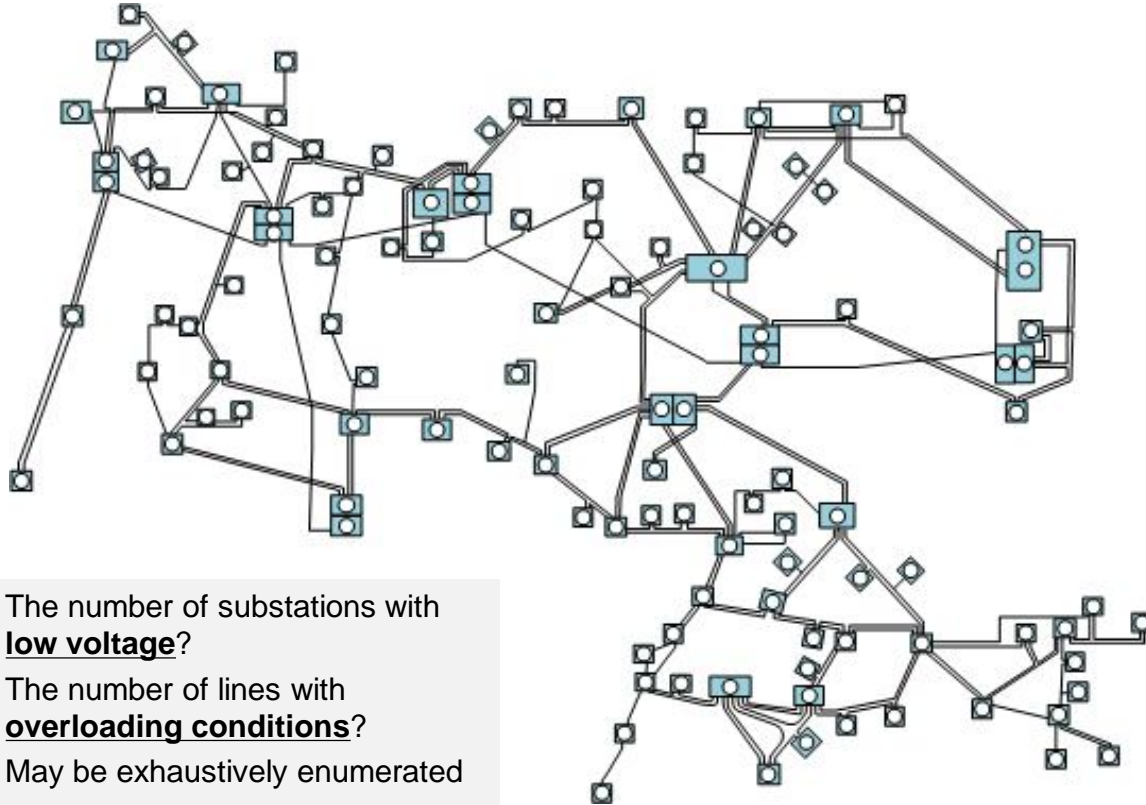 The number of substations with
low voltage?
The number of lines with
overloading conditions?
May be exhaustively enumerated